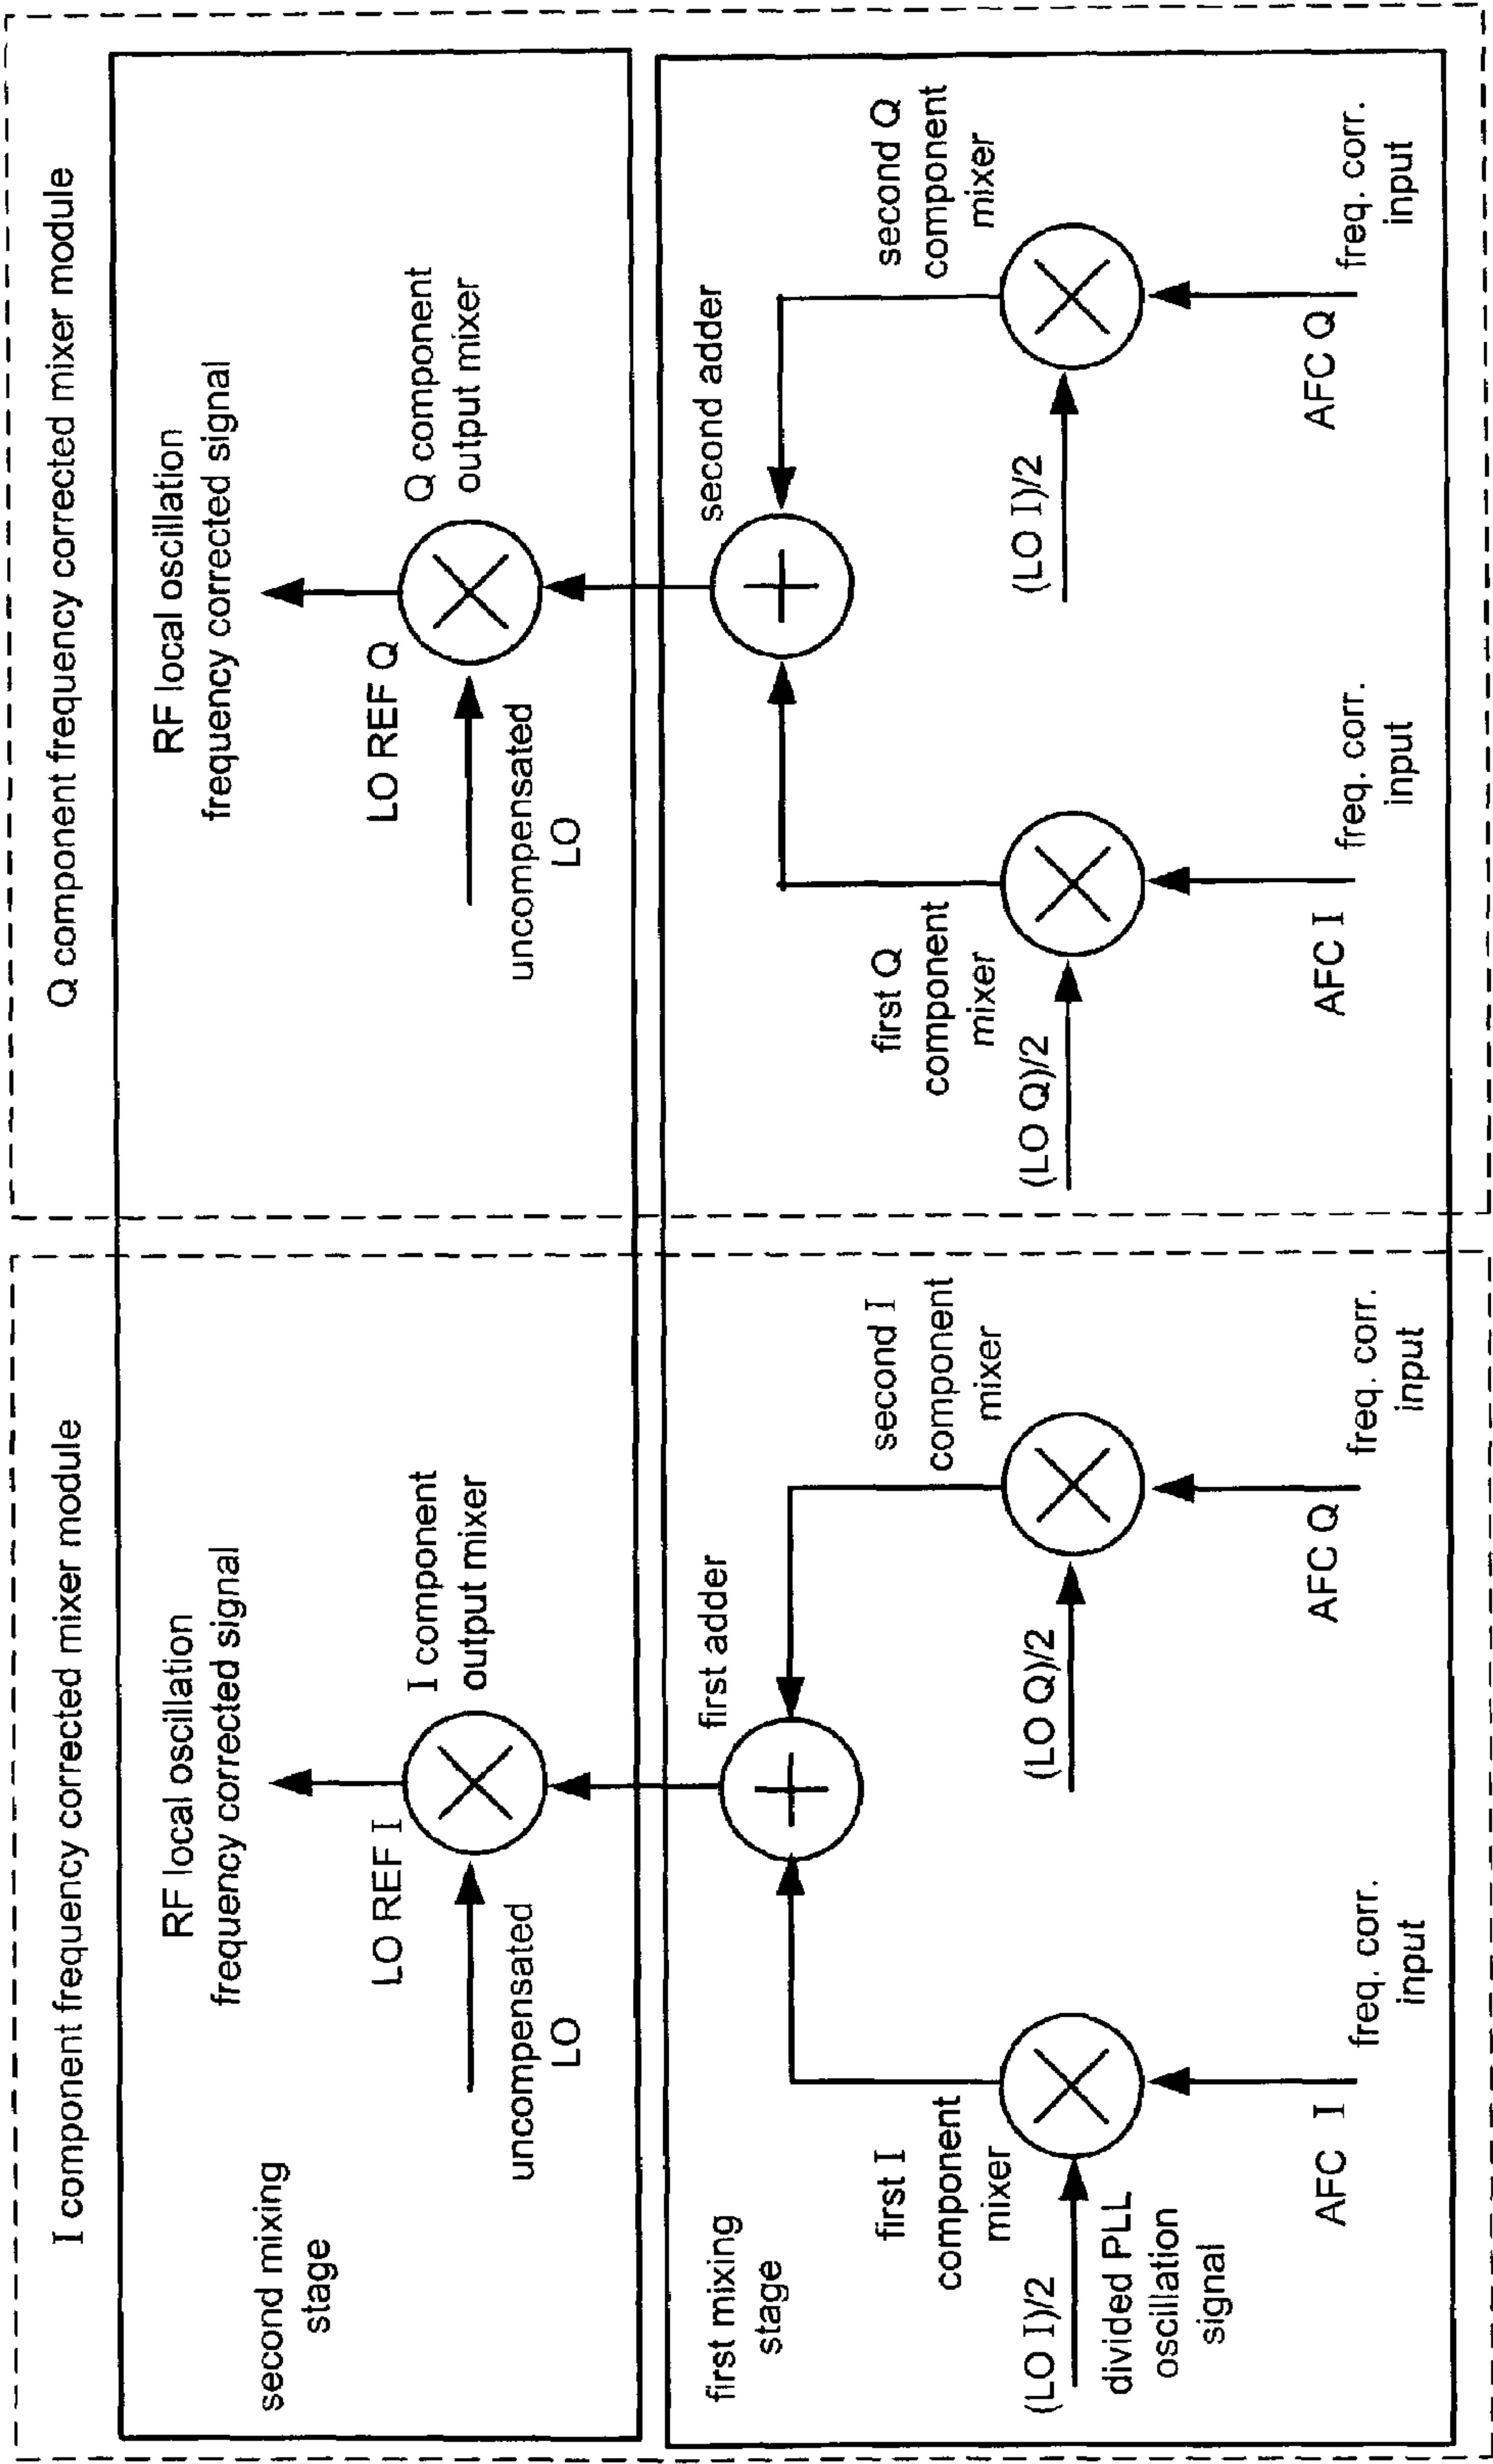 I component frequency corrected mixer module
RF local oscillation
frequency corrected signal
second mixing
stage
LO REF I
I component
output mixer
uncompensated
LO
first mixing
stage
first adder
first I
component
mixer
second I
component
mixer
(LO I)/2
divided PLL
oscillation
signal
(LO Q)/2
AFC I
freq. corr.
input
AFC Q
freq. corr.
input
Q component frequency corrected mixer module
RF local oscillation
frequency corrected signal
LO REF Q
Q component
output mixer
uncompensated
LO
second adder
first Q
component
mixer
second Q
component
mixer
(LO Q)/2
(LO I)/2
AFC I
freq. corr.
input
AFC Q
freq. corr.
input